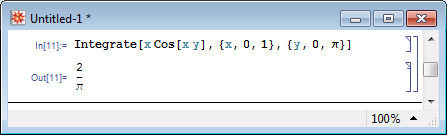 Untitled-1 *
In[11]:= Integrate[x Cos[x y], {x, 0, 1}, {y, 0, π}]
Out[11]= 2
π
100%